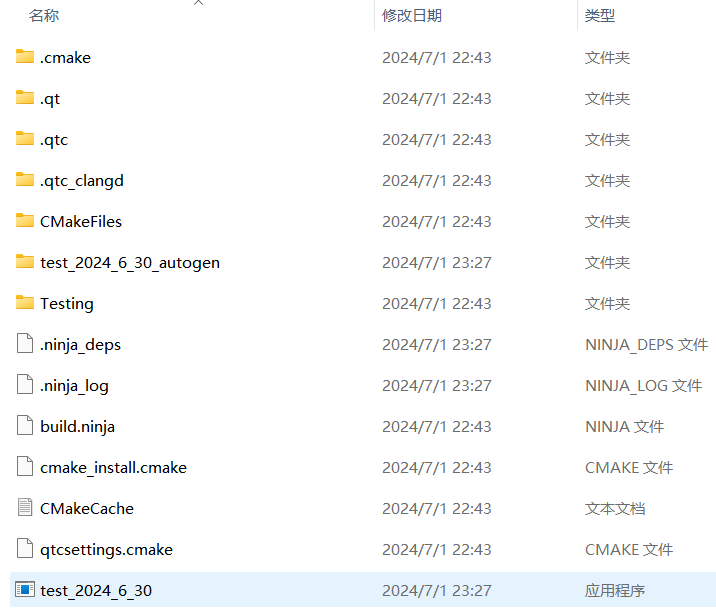 名称 修改日期 类型
.cmake 2024/7/1 22:43 文件夹
.qt 2024/7/1 22:43 文件夹
.qtc 2024/7/1 22:43 文件夹
.qtc_clangd 2024/7/1 22:43 文件夹
CMakeFiles 2024/7/1 22:43 文件夹
test_2024_6_30_autogen 2024/7/1 23:27 文件夹
Testing 2024/7/1 22:43 文件夹
.ninja_deps 2024/7/1 23:27 NINJA_DEPS 文件
.ninja_log 2024/7/1 23:27 NINJA_LOG 文件
build.ninja 2024/7/1 22:43 NINJA 文件
cmake_install.cmake 2024/7/1 22:43 CMAKE 文件
CMakeCache 2024/7/1 22:43 文本文档
qtcsettings.cmake 2024/7/1 22:43 CMAKE 文件
test_2024_6_30 2024/7/1 23:27 应用程序